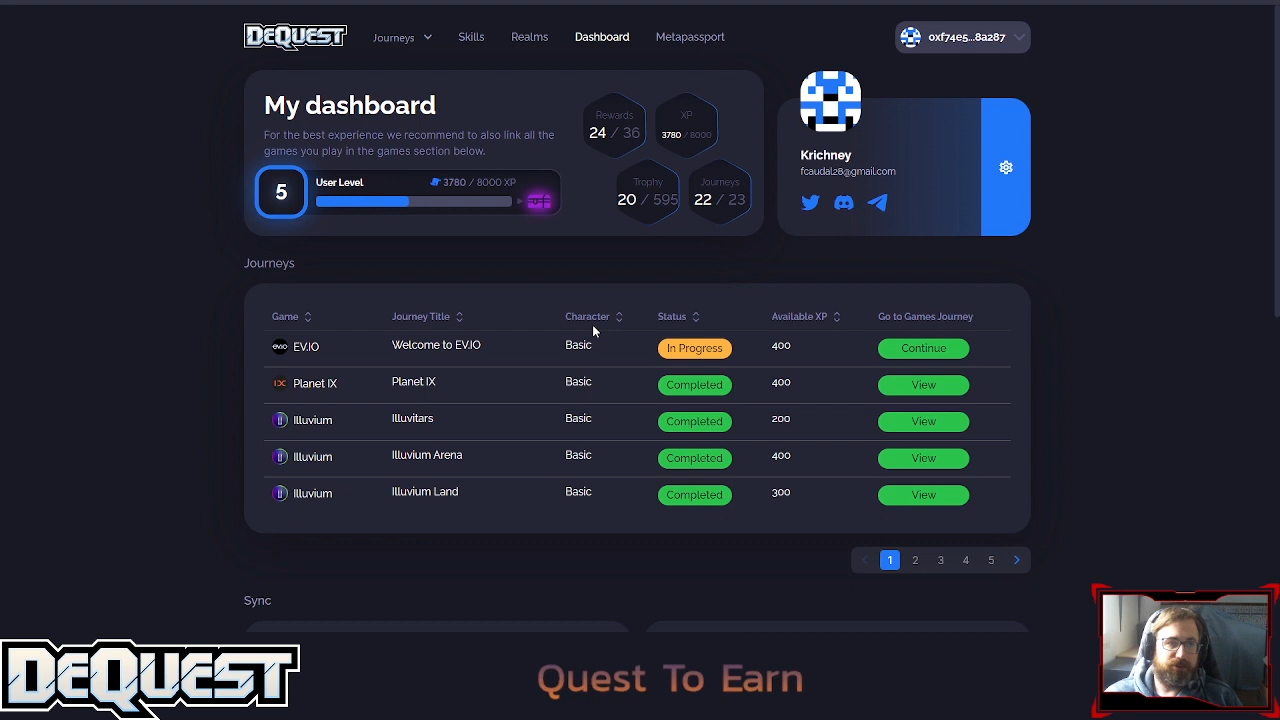 DEQUEST
Journeys
Skills
Realms
Dashboard
Metapassport
0xf74e5...8a287
My dashboard
For the best experience we recommend to also link all the
games you play in the games section below.
5
User Level
3780 / 8000 XP
Rewards
24 / 36
XP
3780 / 8000
Trophy
20 / 595
Journeys
22 / 23
Krichney
fcaudal28@gmail.com
Journeys
Game Journey Title Character Status Available XP Go to Games Journey
EV.IO Welcome to EV.IO Basic In Progress 400 Continue
Planet IX Planet IX Basic Completed 400 View
Illuvium Illuvitars Basic Completed 200 View
Illuvium Illuvium Arena Basic Completed 400 View
Illuvium Illuvium Land Basic Completed 300 View
1 2 3 4 5
Sync
DEQUEST
Quest To Earn